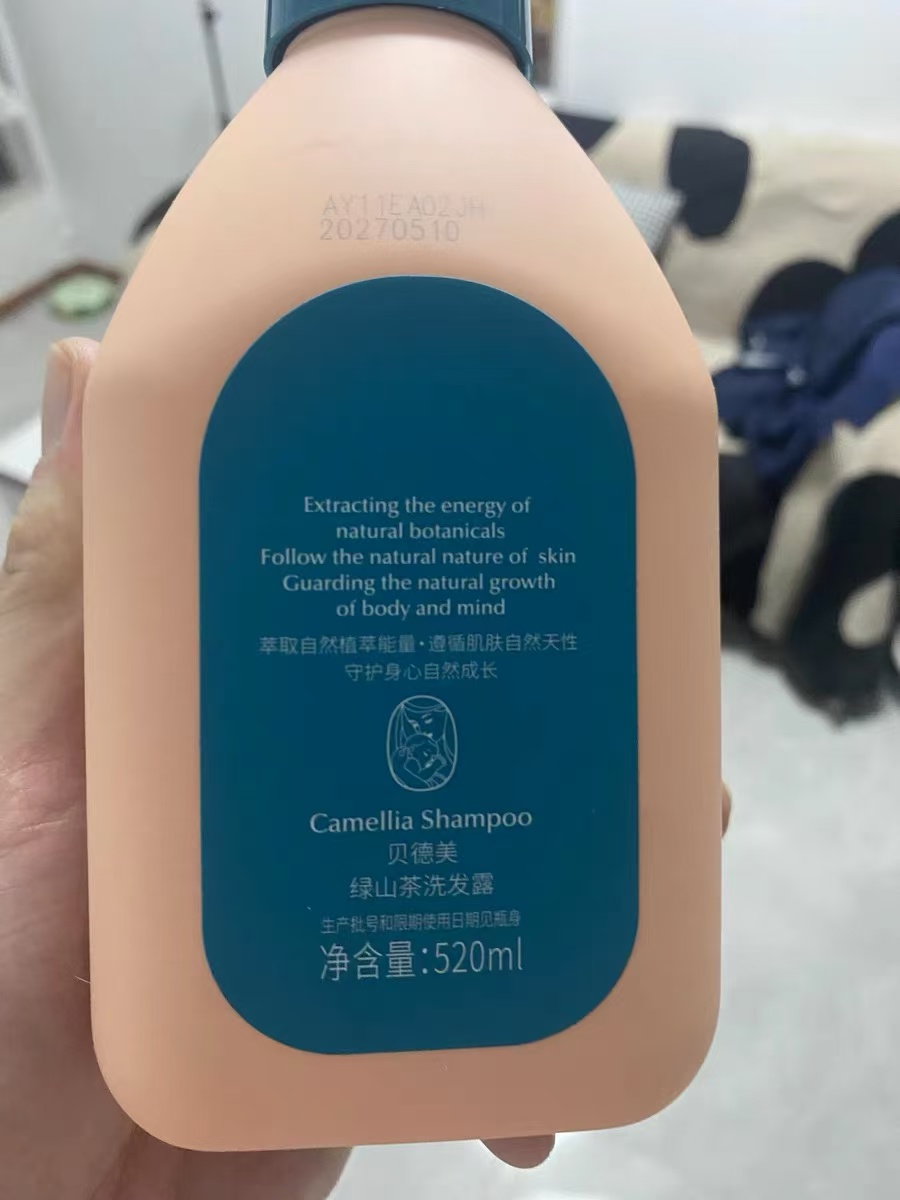 AY11EA02JH
20270510
Extracting the energy of
natural botanicals
Follow the natural nature of skin
Guarding the natural growth
of body and mind
萃取自然植萃能量·遵循肌肤自然天性
守护身心自然成长
Camellia Shampoo
贝德美
绿山茶洗发露
生产批号和限期使用日期见瓶身
净含量:520ml